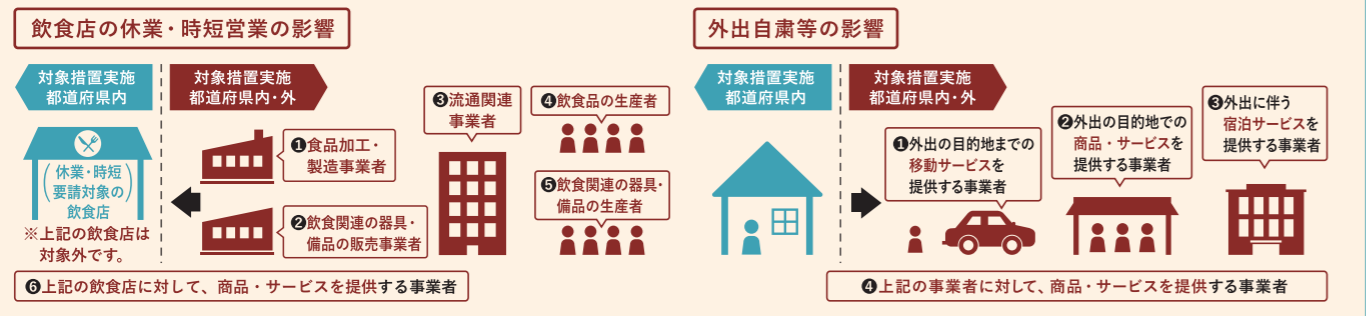 飲食店の休業・時短営業の影響
対象措置実施
都道府県内
対象措置実施
都道府県内・外
(休業・時短
要請対象の)
飲食店
※上記の飲食店は
対象外です。
❶食品加工・
製造事業者
❷飲食関連の器具・
備品の販売事業者
❸流通関連
事業者
❹飲食品の生産者
❺飲食関連の器具・
備品の生産者
❻上記の飲食店に対して、商品・サービスを提供する事業者
外出自粛等の影響
対象措置実施
都道府県内
対象措置実施
都道府県内・外
❶外出の目的地までの
移動サービスを
提供する事業者
❷外出の目的地での
商品・サービスを
提供する事業者
❸外出に伴う
宿泊サービスを
提供する事業者
❹上記の事業者に対して、商品・サービスを提供する事業者